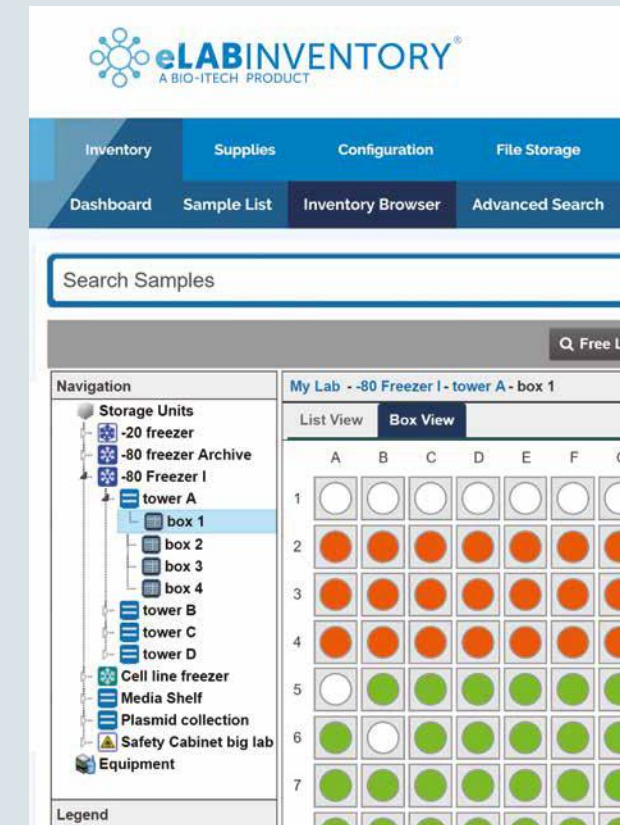 eLABINVENTORY®
A BIO-ITECH PRODUCT
Inventory Supplies Configuration File Storage
Dashboard Sample List Inventory Browser Advanced Search
Search Samples
Free
Navigation
Storage Units
-20 freezer
-80 freezer Archive
-80 Freezer I
tower A
box 1
box 2
box 3
box 4
tower B
tower C
tower D
Cell line freezer
Media Shelf
Plasmid collection
Safety Cabinet big lab
Equipment
Legend
My Lab - -80 Freezer I - tower A - box 1
List View Box View
A B C D E F
1
2
3
4
5
6
7